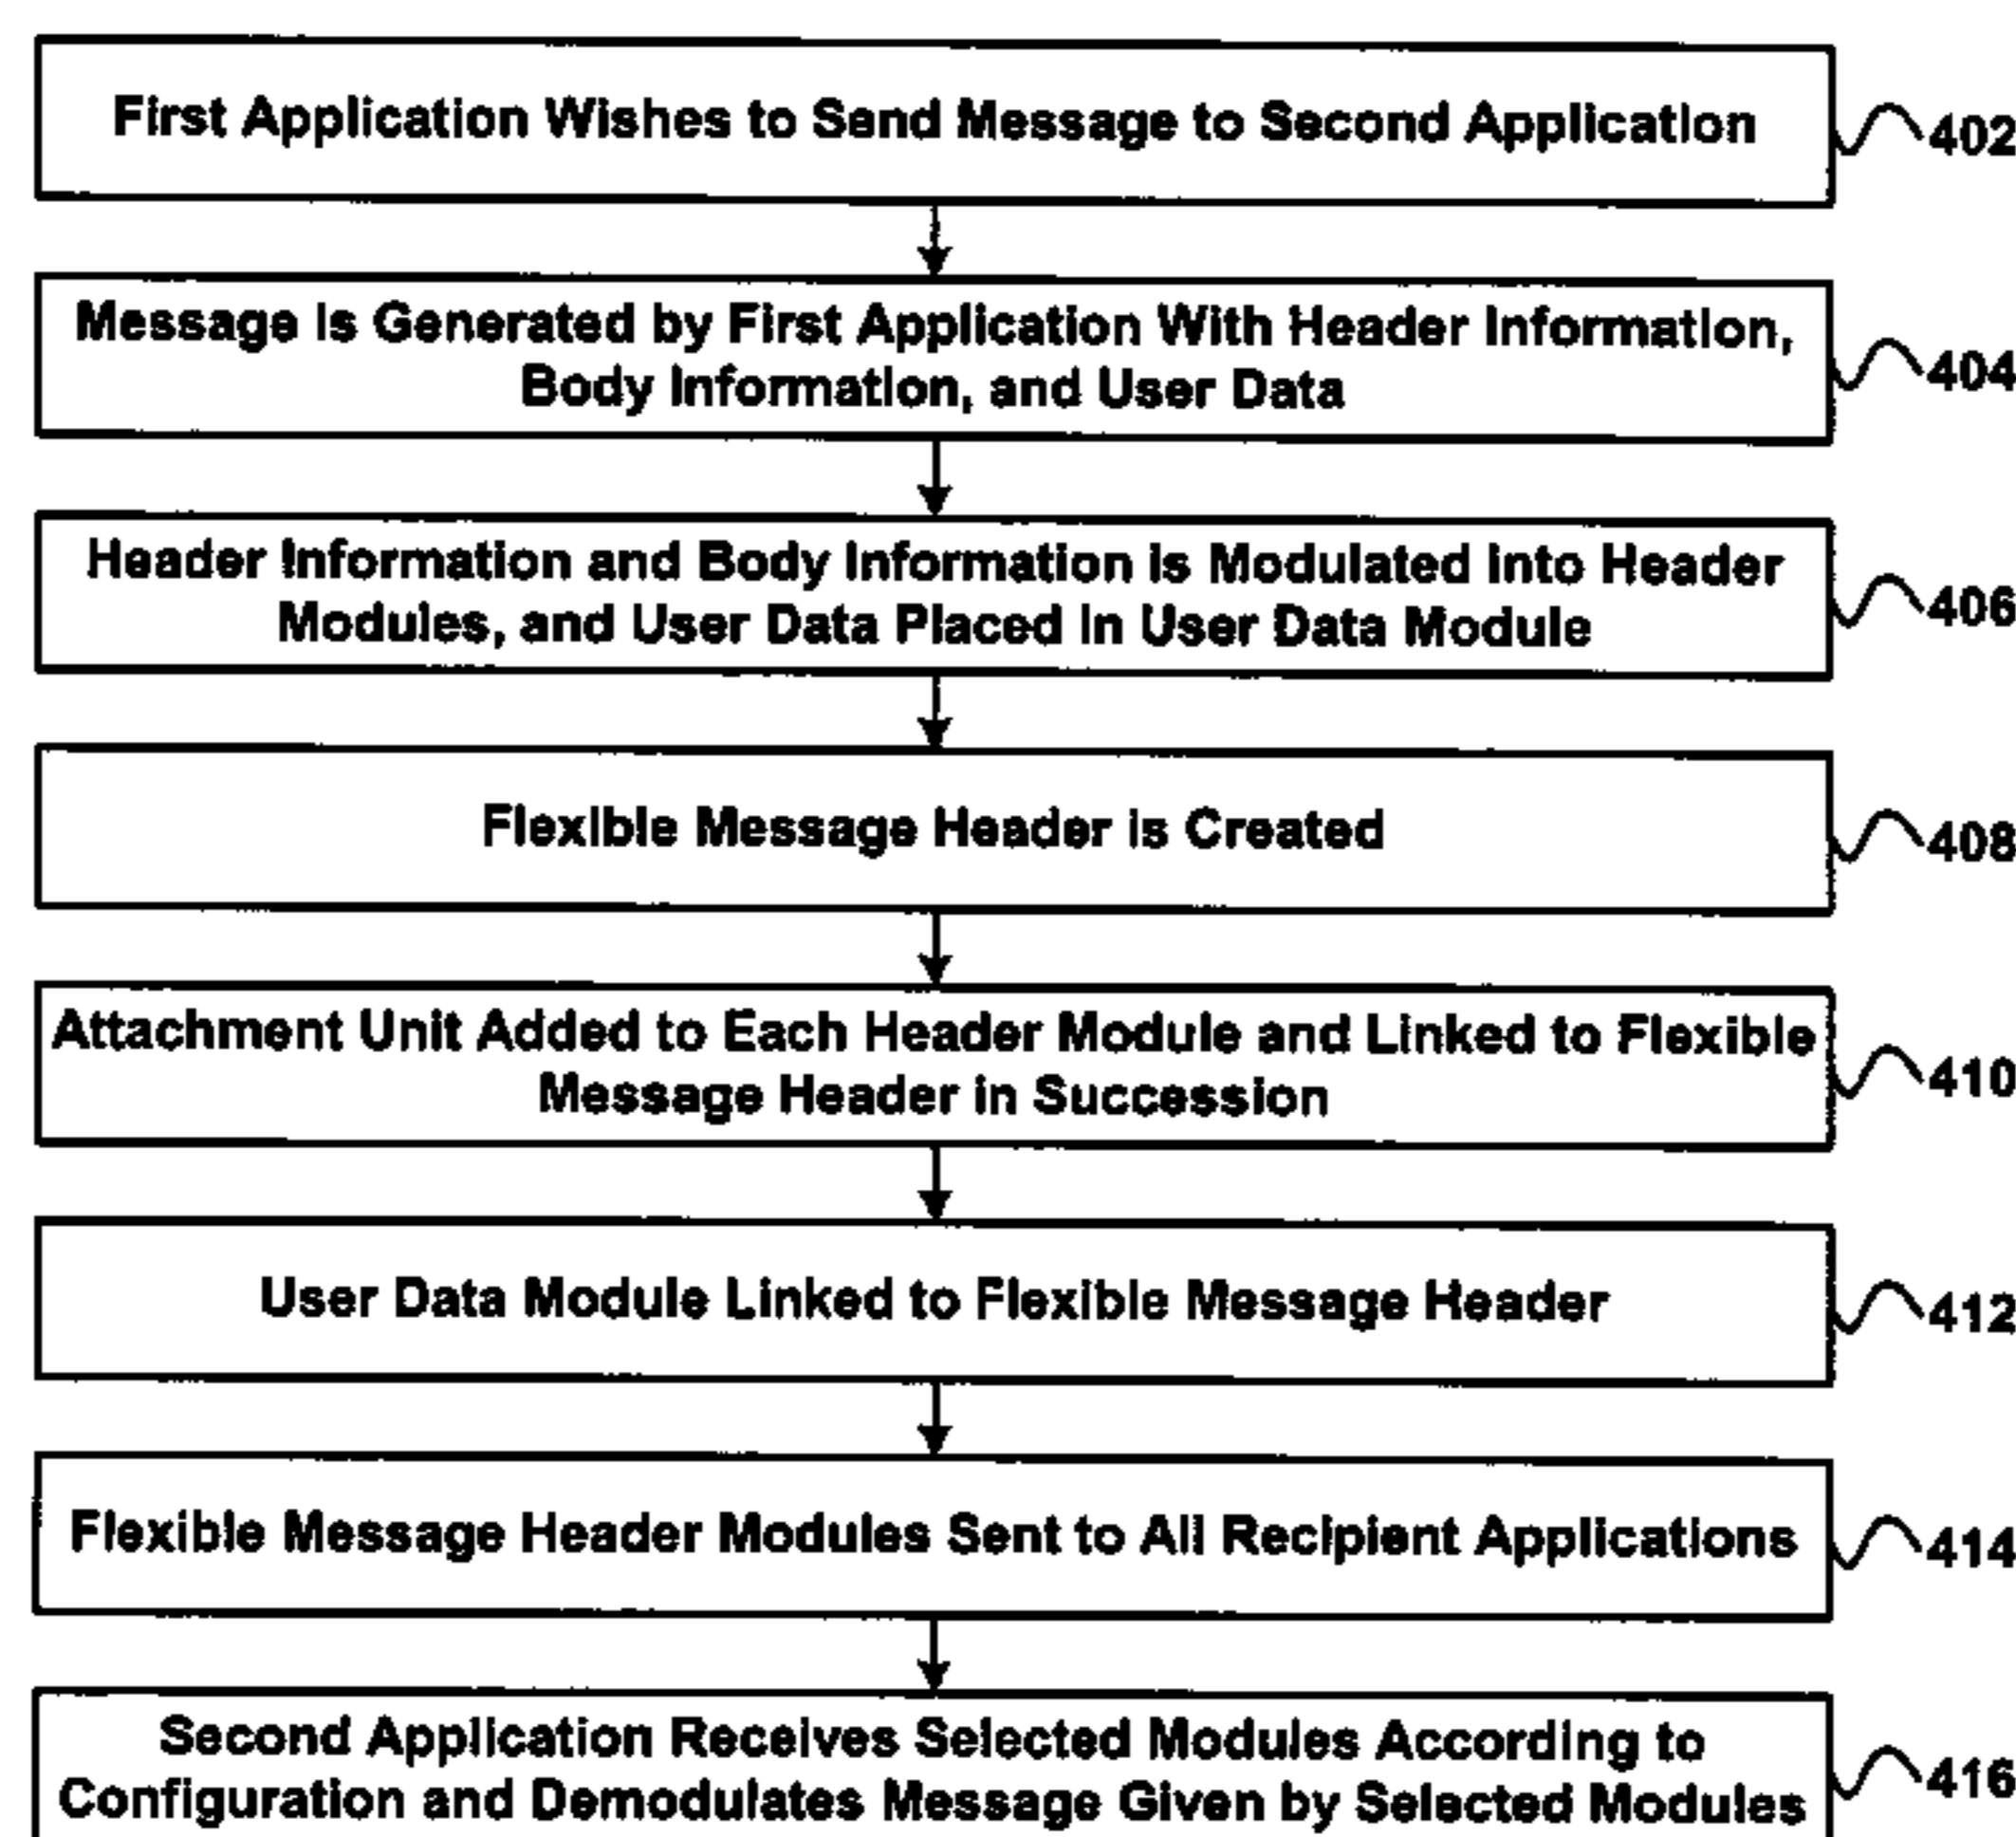 First Application Wishes to Send Message to Second Application
402
Message is Generated by First Application With Header Information,
Body Information, and User Data
404
Header Information and Body Information is Modulated into Header
Modules, and User Data Placed in User Data Module
406
Flexible Message Header is Created
408
Attachment Unit Added to Each Header Module and Linked to Flexible
Message Header in Succession
410
User Data Module Linked to Flexible Message Header
412
Flexible Message Header Modules Sent to All Recipient Applications
414
Second Application Receives Selected Modules According to
Configuration and Demodulates Message Given by Selected Modules
416